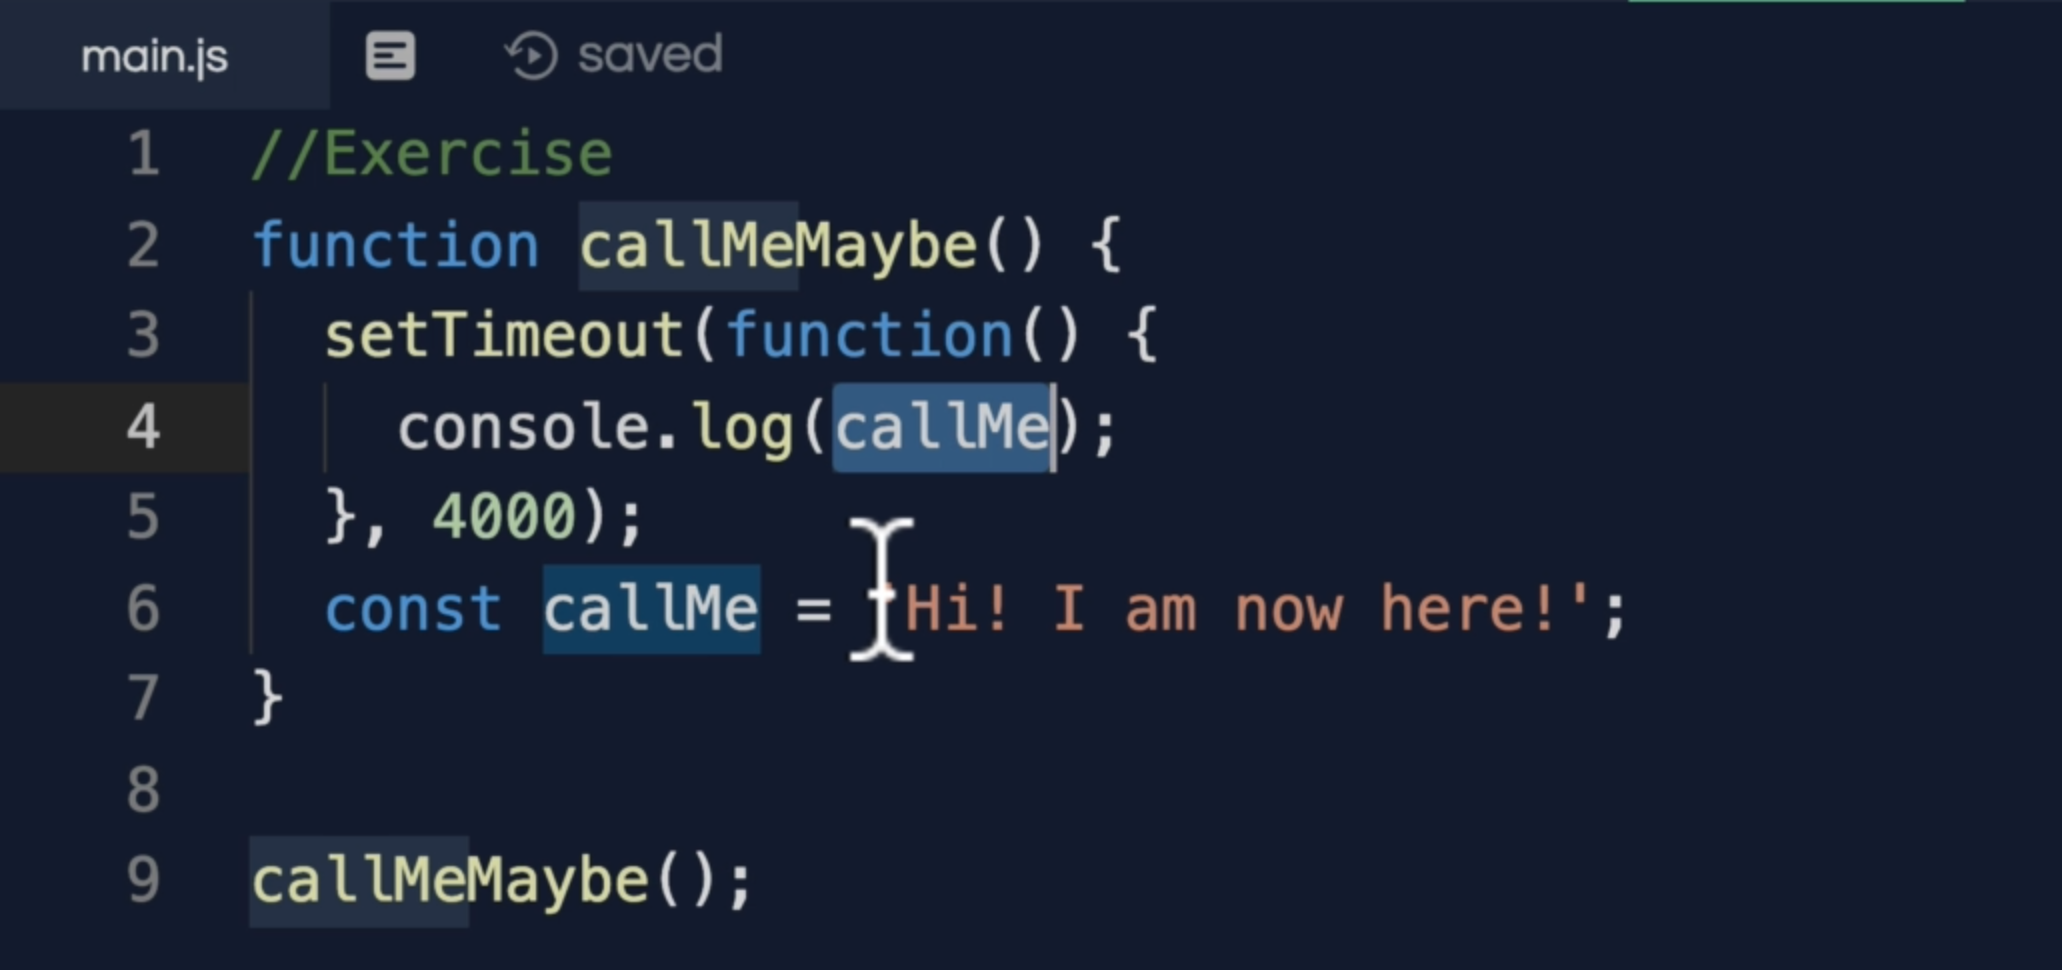 main.js saved
1 //Exercise
2 function callMeMaybe() {
3 setTimeout(function() {
4 console.log(callMe);
5 }, 4000);
6 const callMe = 'Hi! I am now here!';
7 }
8
9 callMeMaybe();